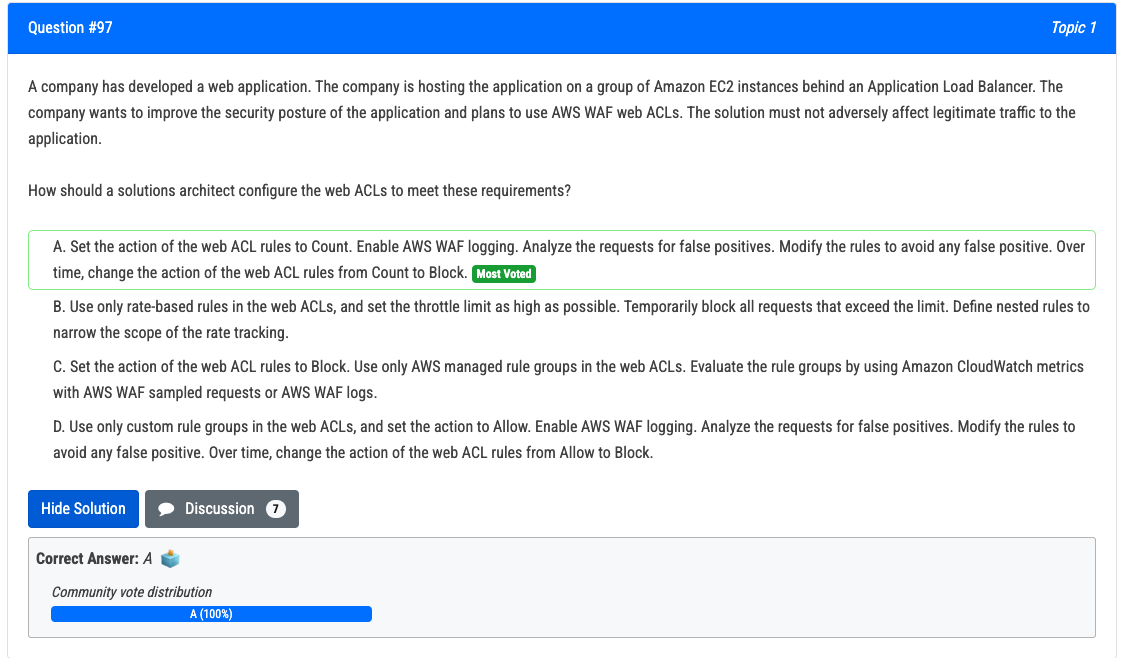 Question #97
Topic 1
A company has developed a web application. The company is hosting the application on a group of Amazon EC2 instances behind an Application Load Balancer. The
company wants to improve the security posture of the application and plans to use AWS WAF web ACLs. The solution must not adversely affect legitimate traffic to the
application.
How should a solutions architect configure the web ACLs to meet these requirements?
A. Set the action of the web ACL rules to Count. Enable AWS WAF logging. Analyze the requests for false positives. Modify the rules to avoid any false positive. Over
time, change the action of the web ACL rules from Count to Block. Most Voted
B. Use only rate-based rules in the web ACLs, and set the throttle limit as high as possible. Temporarily block all requests that exceed the limit. Define nested rules to
narrow the scope of the rate tracking.
C. Set the action of the web ACL rules to Block. Use only AWS managed rule groups in the web ACLs. Evaluate the rule groups by using Amazon CloudWatch metrics
with AWS WAF sampled requests or AWS WAF logs.
D. Use only custom rule groups in the web ACLs, and set the action to Allow. Enable AWS WAF logging. Analyze the requests for false positives. Modify the rules to
avoid any false positive. Over time, change the action of the web ACL rules from Allow to Block.
Hide Solution
Discussion 7
Correct Answer: A
Community vote distribution
A (100%)